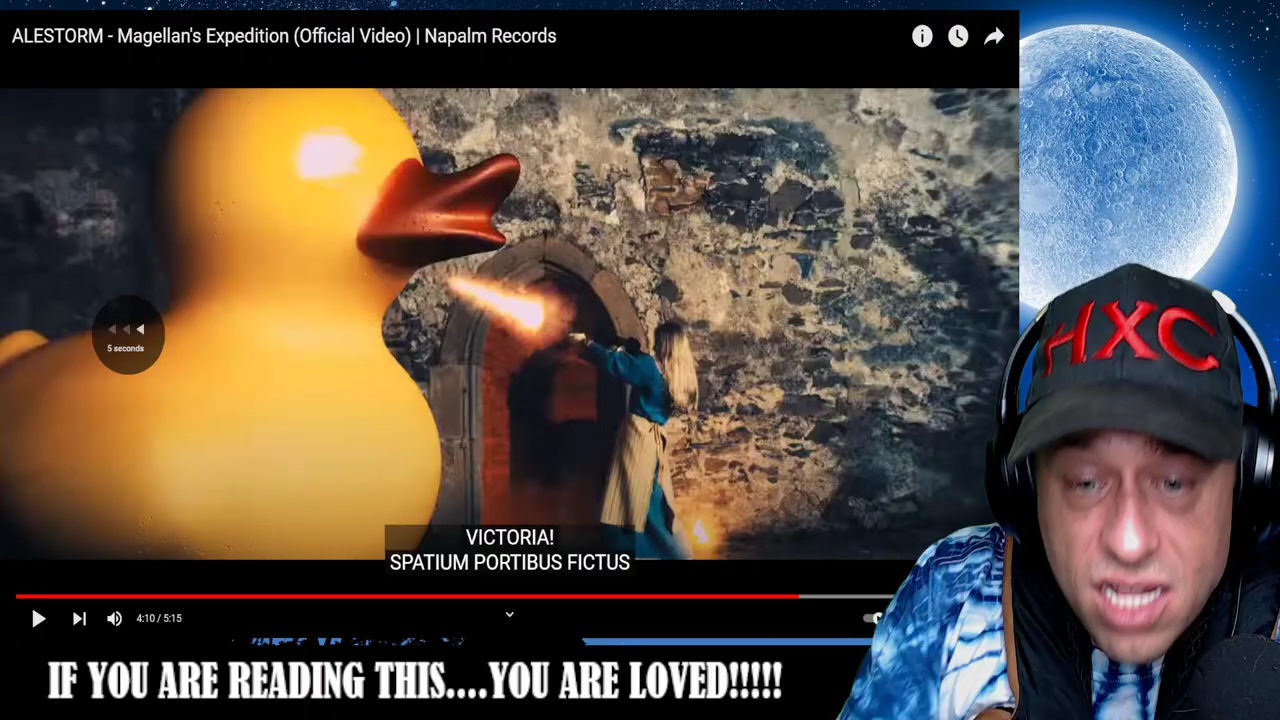 ALESTORM - Magellan's Expedition (Official Video) | Napalm Records
HXC
5 seconds
VICTORIA!
SPATIUM PORTIBUS FICTUS
4:10 / 5:15
IF YOU ARE READING THIS....YOU ARE LOVED!!!!!